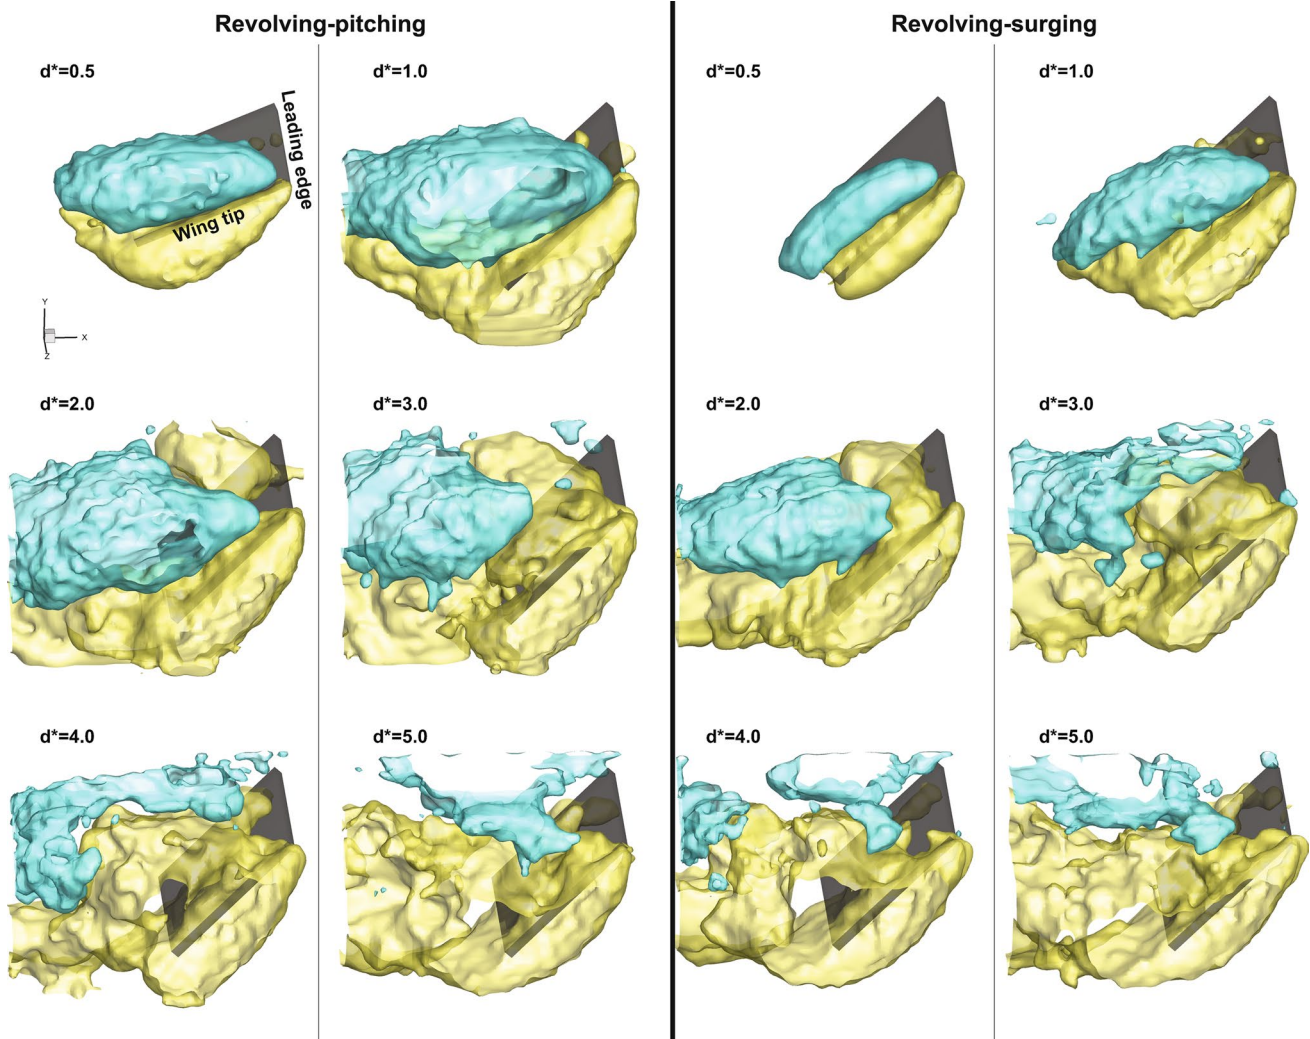 Revolving-pitching
Revolving-surging
d*=0.5
d*=1.0
d*=0.5
d*=1.0
Leading edge
Wing tip
Y
X
Z
d*=2.0
d*=3.0
d*=2.0
d*=3.0
d*=4.0
d*=5.0
d*=4.0
d*=5.0